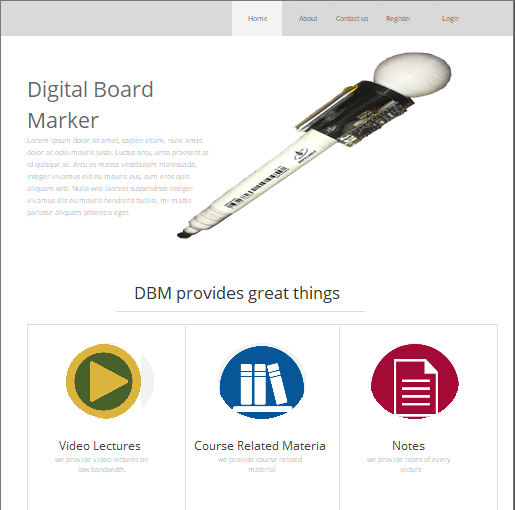 Home About Contact us Register Login
Digital Board
Marker
Lorem ipsum dolor sit amet, sapien etiam, nunc amet
dolor ac odio mauris justo. Luctus arcu, urna praesent at
id quisque ac. Arcu es massa vestibulum malesuada,
integer vivamus elit eu mauris eus, cum eros quis
aliquam wisi. Nulla wisi laoreet suspendisse integer
vivamus elit eu mauris hendrerit facilisi, mi mattis
pariatur aliquam pharetra eget.
DBM provides great things
Video Lectures
we provide video lectures on
low bandwidth.
Course Related Materia
we provide course related
material
Notes
we provide notes of every
lecture